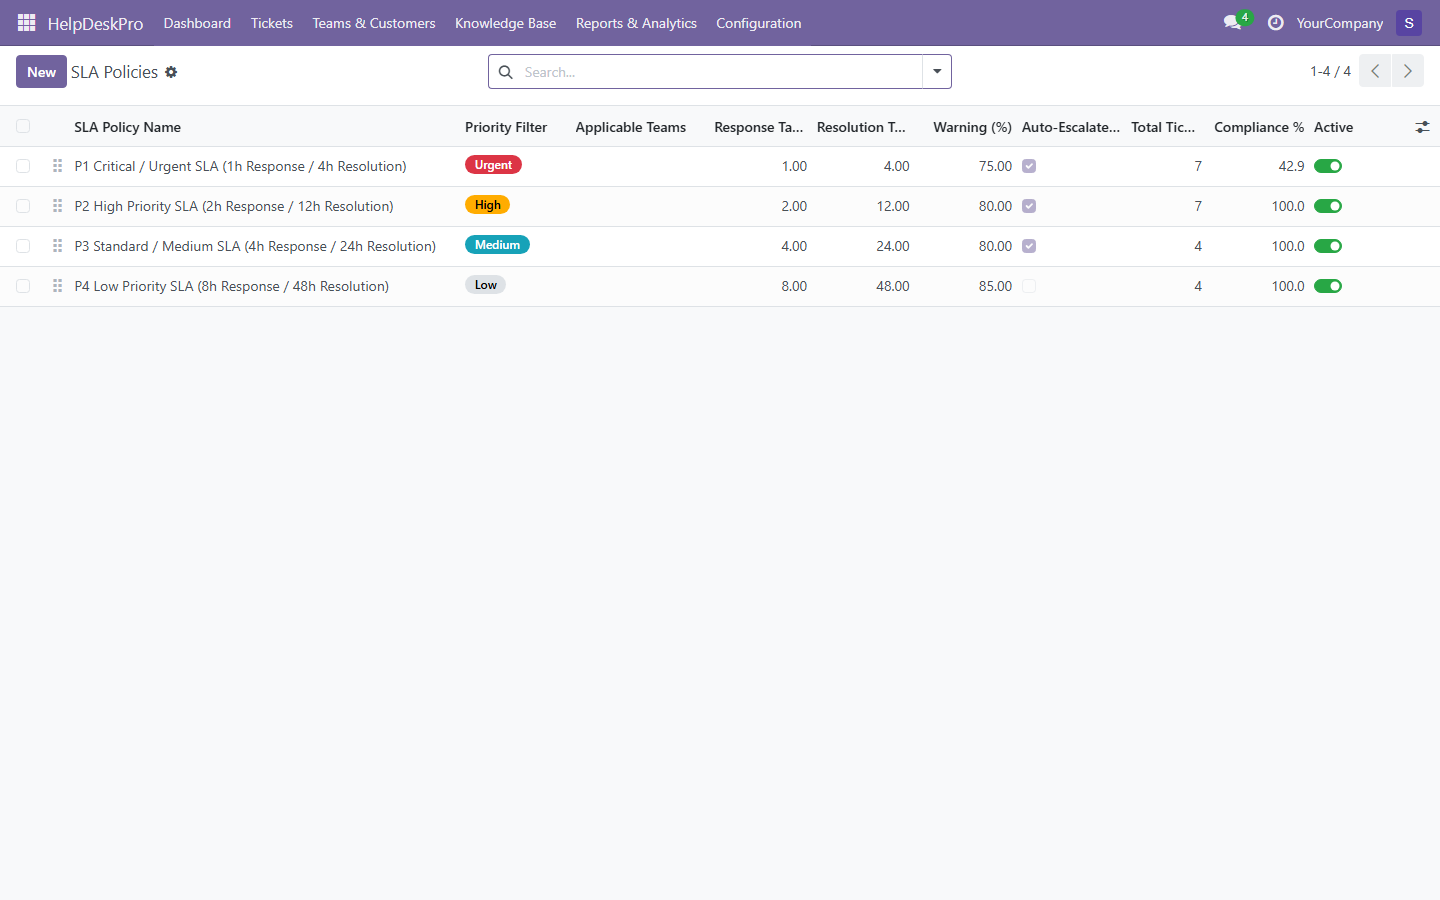 HelpDeskPro Dashboard Tickets Teams & Customers Knowledge Base Reports & Analytics Configuration 4 YourCompany S
New SLA Policies Search... 1-4 / 4
SLA Policy Name Priority Filter Applicable Teams Response Ta... Resolution T... Warning (%) Auto-Escalate... Total Tic... Compliance % Active
P1 Critical / Urgent SLA (1h Response / 4h Resolution) Urgent 1.00 4.00 75.00 7 42.9
P2 High Priority SLA (2h Response / 12h Resolution) High 2.00 12.00 80.00 7 100.0
P3 Standard / Medium SLA (4h Response / 24h Resolution) Medium 4.00 24.00 80.00 4 100.0
P4 Low Priority SLA (8h Response / 48h Resolution) Low 8.00 48.00 85.00 4 100.0